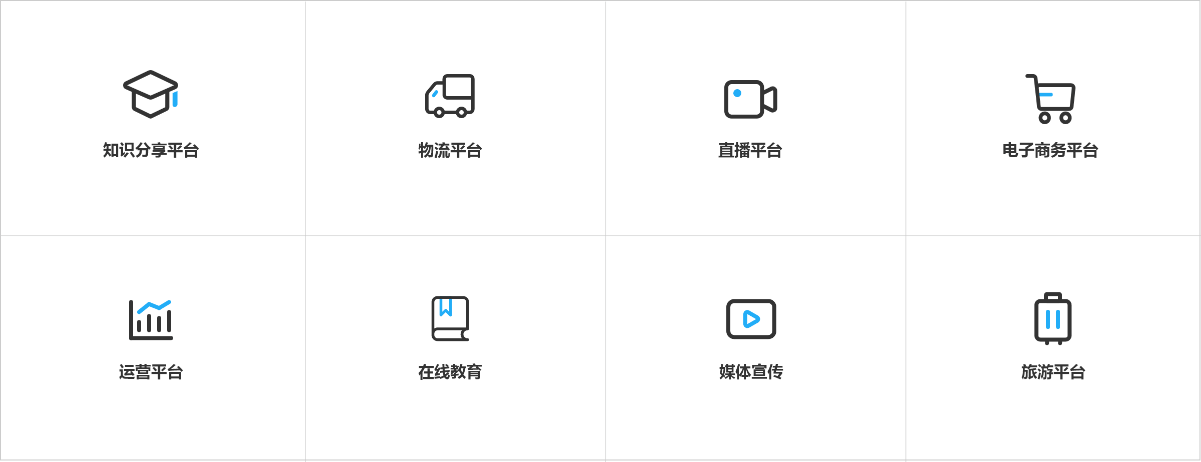 知识分享平台
物流平台
直播平台
电子商务平台
运营平台
在线教育
媒体宣传
旅游平台